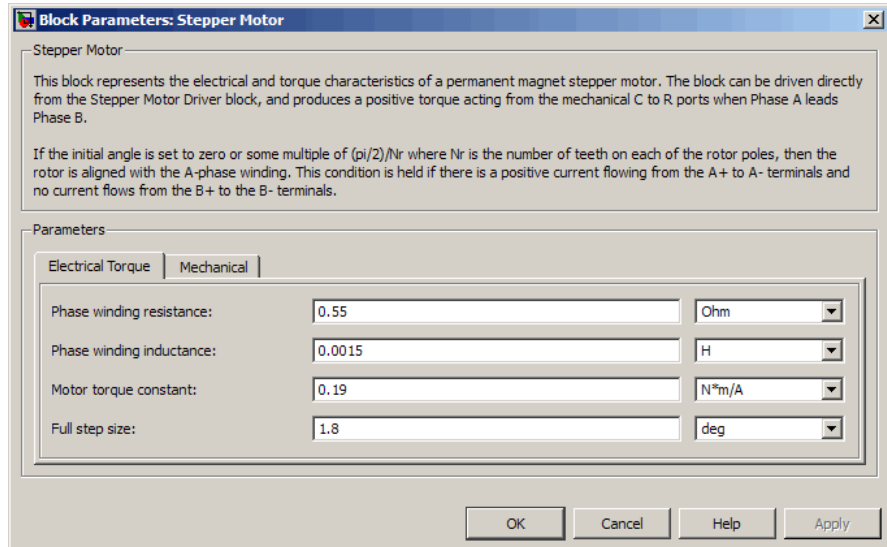 Block Parameters: Stepper Motor
Stepper Motor
This block represents the electrical and torque characteristics of a permanent magnet stepper motor. The block can be driven directly
from the Stepper Motor Driver block, and produces a positive torque acting from the mechanical C to R ports when Phase A leads
Phase B.
If the initial angle is set to zero or some multiple of (pi/2)/Nr where Nr is the number of teeth on each of the rotor poles, then the
rotor is aligned with the A-phase winding. This condition is held if there is a positive current flowing from the A+ to A- terminals and
no current flows from the B+ to the B- terminals.
Parameters
Electrical Torque Mechanical
Phase winding resistance: 0.55 Ohm
Phase winding inductance: 0.0015 H
Motor torque constant: 0.19 N*m/A
Full step size: 1.8 deg
OK Cancel Help Apply